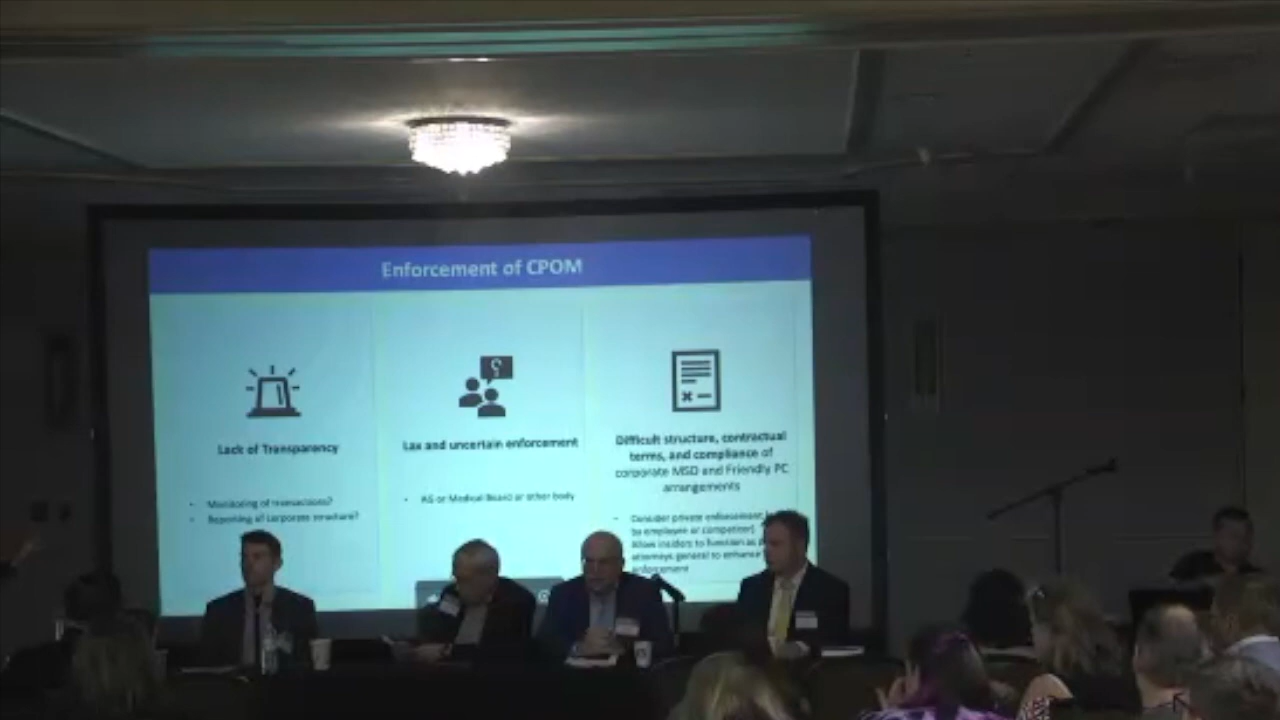 Enforcement of CPOM
Lack of Transparency
• Monitoring of transactions?
• Reporting of corporate structure?
Lax and uncertain enforcement
• AG or Medical Board or other body
Difficult structure, contractual
terms, and compliance of
corporate MSO and Friendly PC
arrangements
• Consider private enforcement
by employee or competitor)
Allow insiders to function as
attorneys general to enhance
enforcement